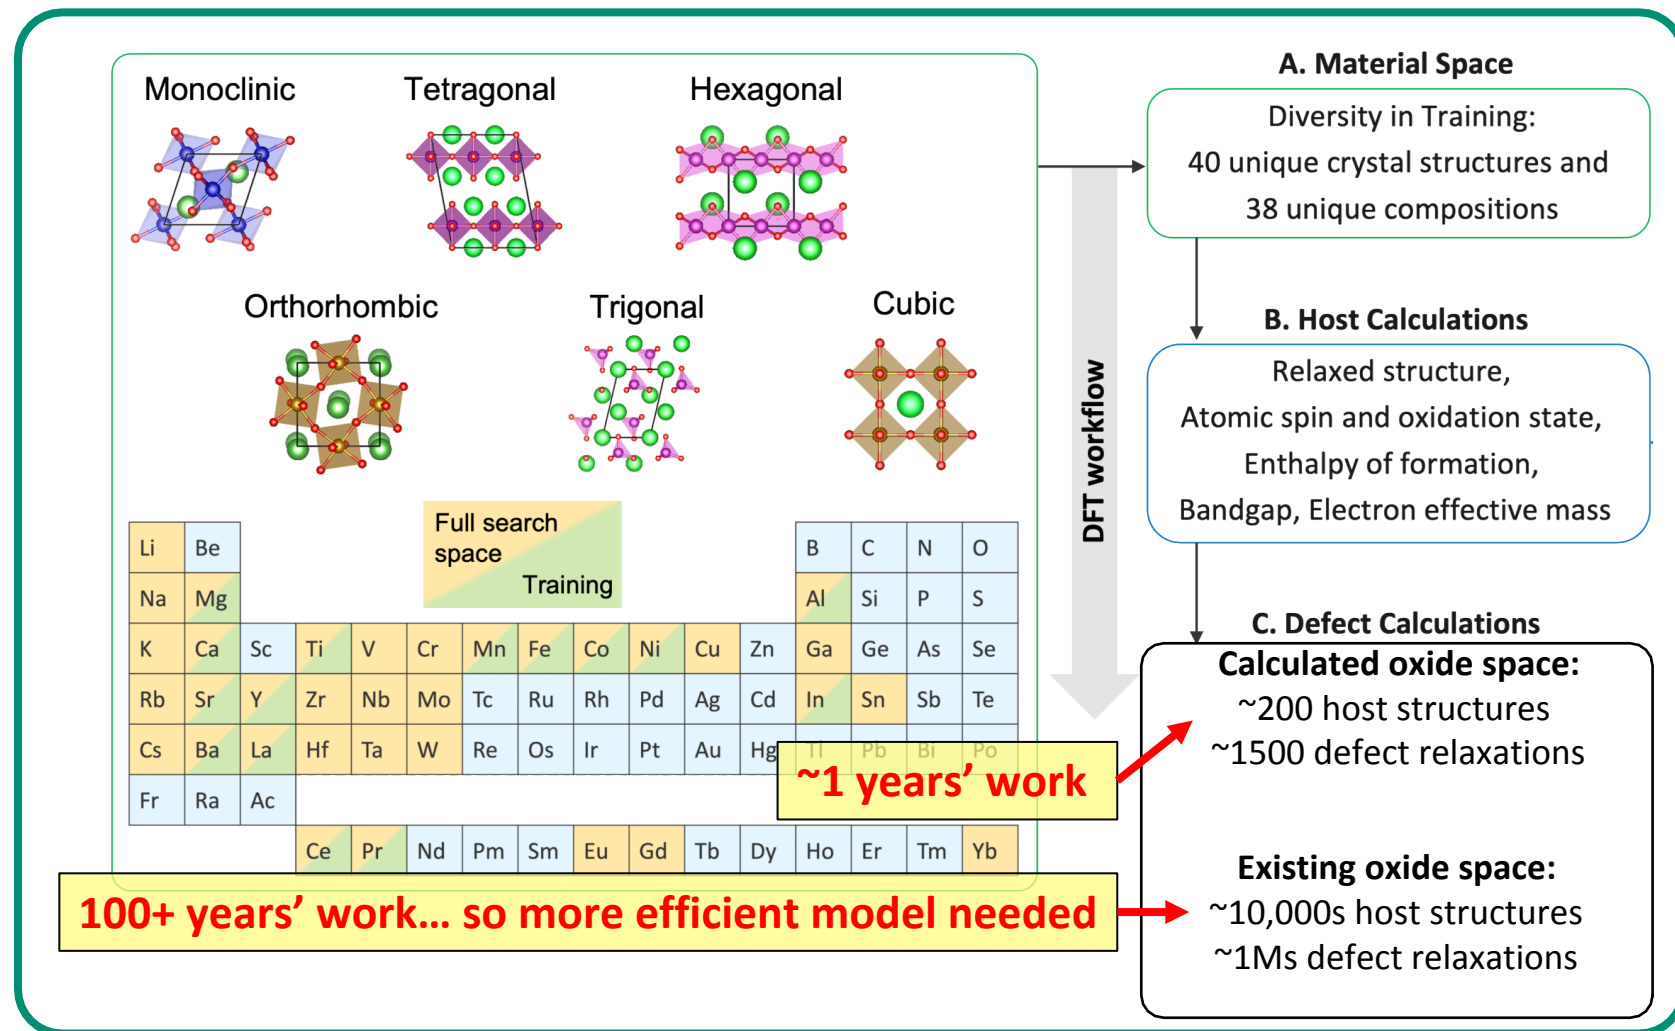 Monoclinic
Tetragonal
Hexagonal
Orthorhombic
Trigonal
Cubic
Full search
space
Training
Li Be B C N O
Na Mg Al Si P S
K Ca Sc Ti V Cr Mn Fe Co Ni Cu Zn Ga Ge As Se
Rb Sr Y Zr Nb Mo Tc Ru Rh Pd Ag Cd In Sn Sb Te
Cs Ba La Hf Ta W Re Os Ir Pt Au Hg Tl Pb Bi Po
Fr Ra Ac
Ce Pr Nd Pm Sm Eu Gd Tb Dy Ho Er Tm Yb
~1 years’ work
100+ years’ work... so more efficient model needed
DFT workflow
A. Material Space
Diversity in Training:
40 unique crystal structures and
38 unique compositions
B. Host Calculations
Relaxed structure,
Atomic spin and oxidation state,
Enthalpy of formation,
Bandgap, Electron effective mass
C. Defect Calculations
Calculated oxide space:
~200 host structures
~1500 defect relaxations
Existing oxide space:
~10,000s host structures
~1Ms defect relaxations